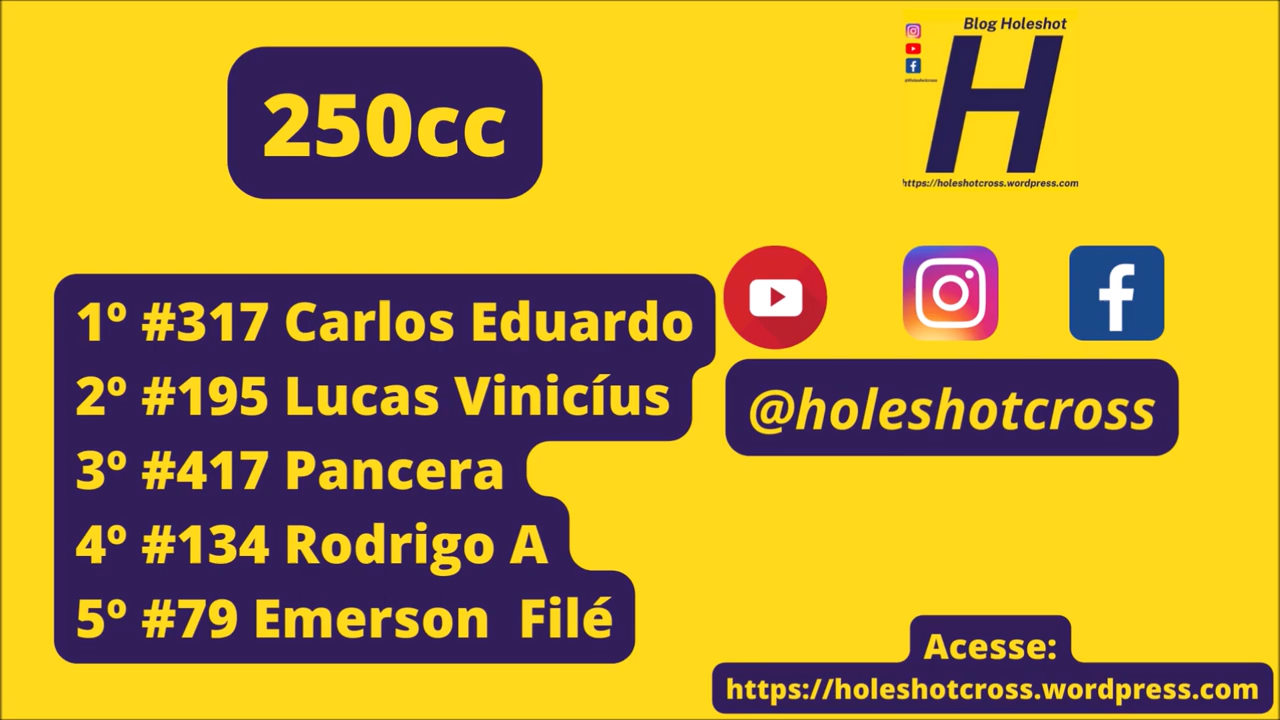 250cc
Blog Holeshot
@Holeshotcross
H
https://holeshotcross.wordpress.com
1º #317 Carlos Eduardo
2º #195 Lucas Vinicíus
3º #417 Pancera
4º #134 Rodrigo A
5º #79 Emerson  Filé
@holeshotcross
Acesse:
https://holeshotcross.wordpress.com